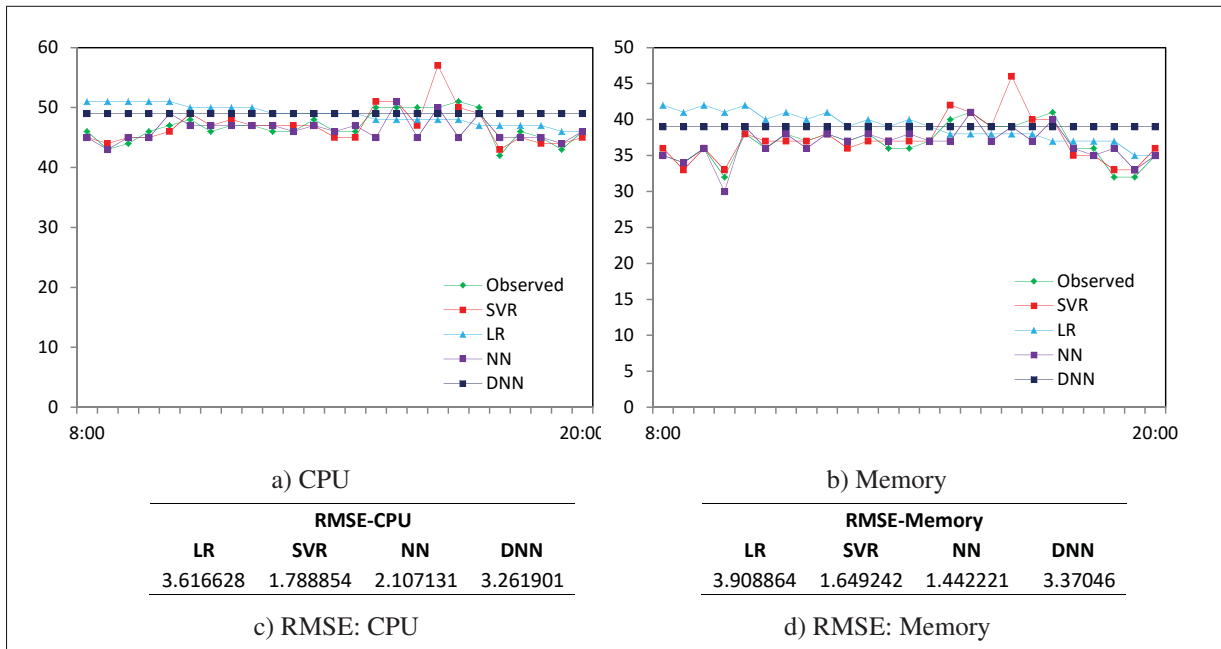 60
50
40
30
20
10
0
8:00
20:00
Observed
SVR
LR
NN
DNN
a) CPU
50
45
40
35
30
25
20
15
10
5
0
8:00
20:00
Observed
SVR
LR
NN
DNN
b) Memory
RMSE-CPU
LR SVR NN DNN
3.616628 1.788854 2.107131 3.261901
c) RMSE: CPU
RMSE-Memory
LR SVR NN DNN
3.908864 1.649242 1.442221 3.37046
d) RMSE: Memory